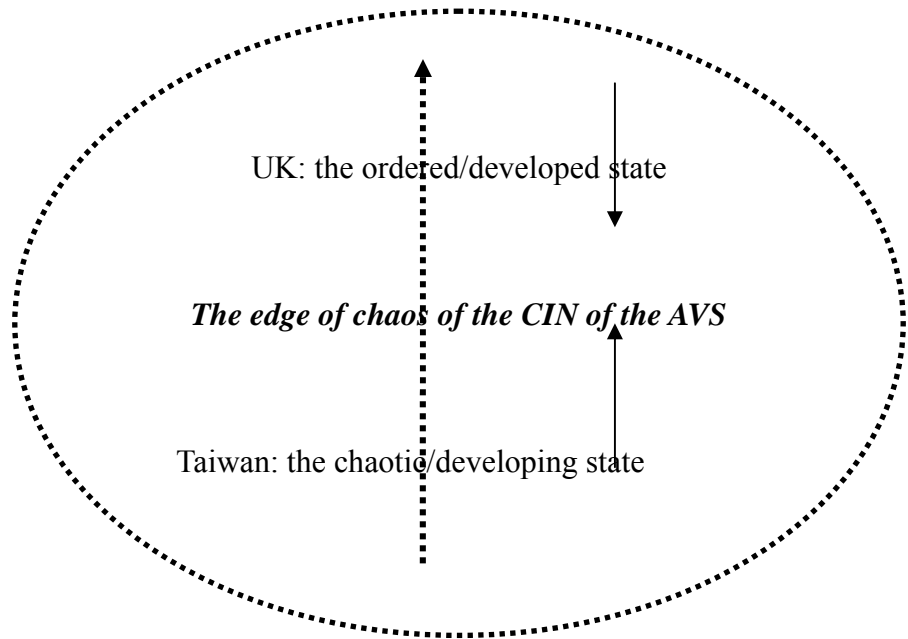 UK: the ordered/developed state
The edge of chaos of the CIN of the AVS
Taiwan: the chaotic/developing state